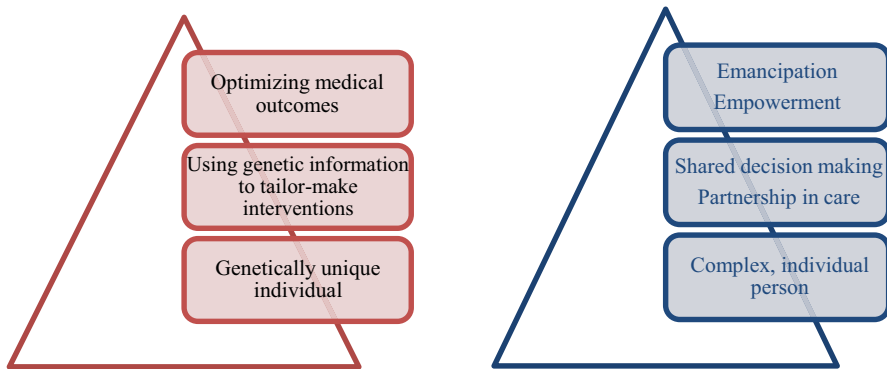 Optimizing medical
outcomes
Using genetic information
to tailor-make
interventions
Genetically unique
individual
Emancipation
Empowerment
Shared decision making
Partnership in care
Complex, individual
person